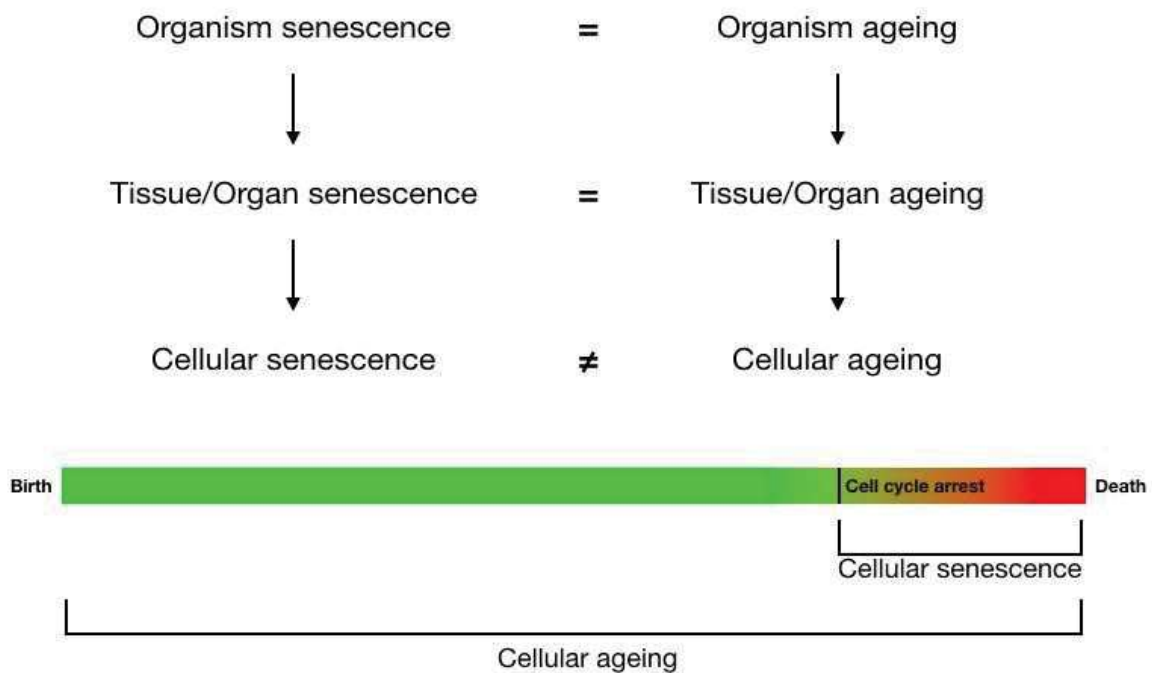 Organism senescence = Organism ageing
Tissue/Organ senescence = Tissue/Organ ageing
Cellular senescence ≠ Cellular ageing
Birth Cell cycle arrest Death
Cellular senescence
Cellular ageing